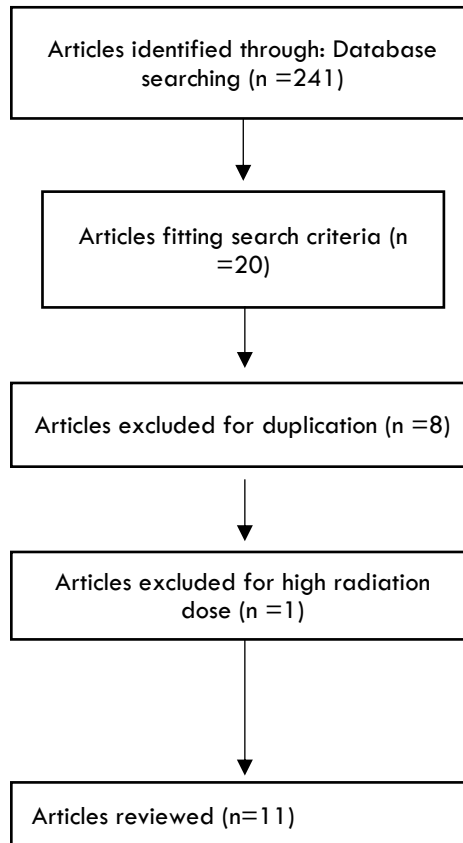 Articles identified through: Database
searching (n =241)
Articles fitting search criteria (n
=20)
Articles excluded for duplication (n =8)
Articles excluded for high radiation
dose (n =1)
Articles reviewed (n=11)